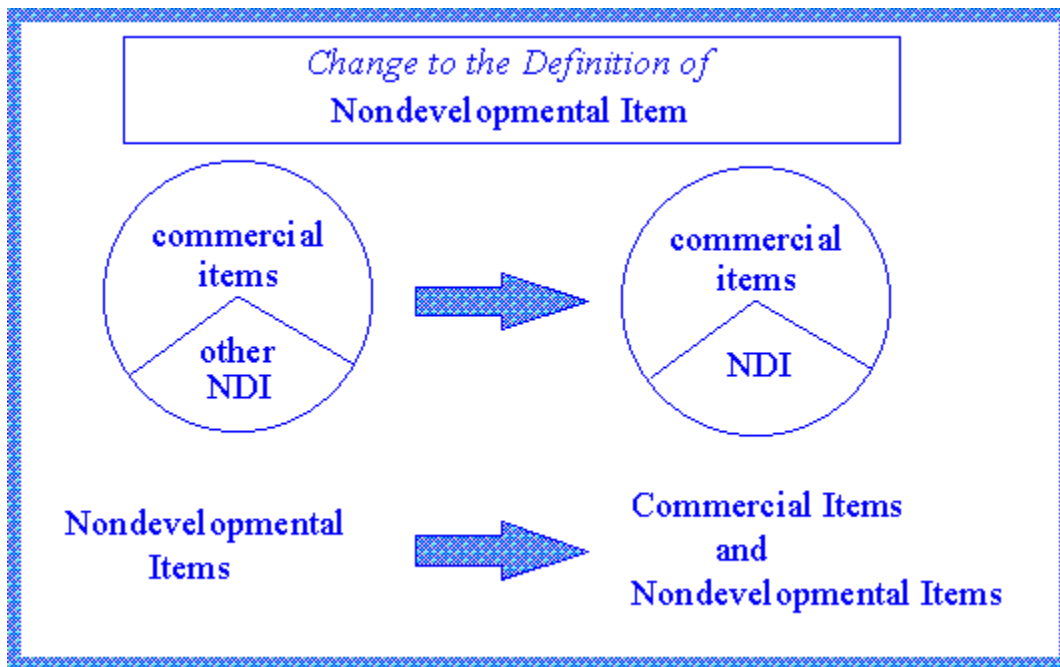 Change to the Definition of
Nondevelopmental Item
commercial
items
other
NDI
commercial
items
NDI
Nondevelopmental
Items
Commercial Items
and
Nondevelopmental Items